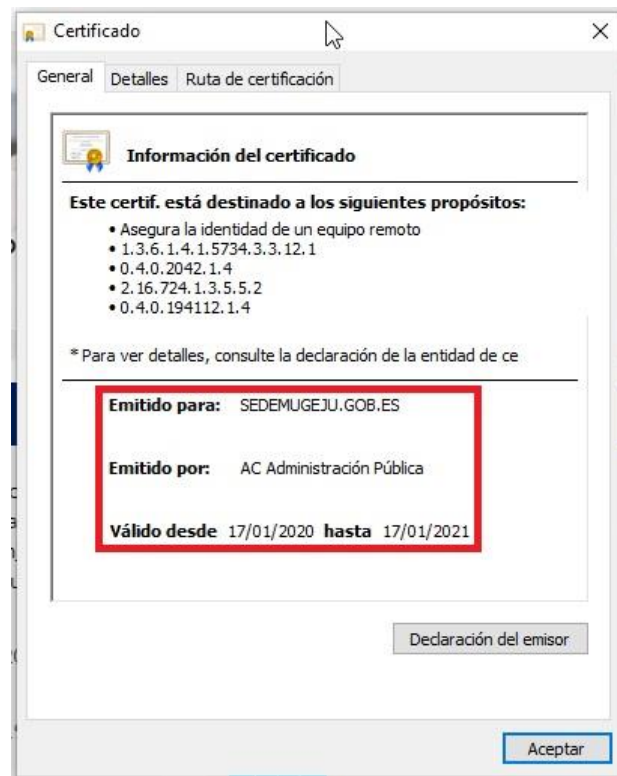 Certificado
General Detalles Ruta de certificación
Información del certificado
Este certif. está destinado a los siguientes propósitos:
• Asegura la identidad de un equipo remoto
• 1.3.6.1.4.1.5734.3.3.12.1
• 0.4.0.2042.1.4
• 2.16.724.1.3.5.5.2
• 0.4.0.194112.1.4
* Para ver detalles, consulte la declaración de la entidad de ce
Emitido para: SEDEMUGEJU.GOB.ES
Emitido por: AC Administración Pública
Válido desde 17/01/2020 hasta 17/01/2021
Declaración del emisor
Aceptar